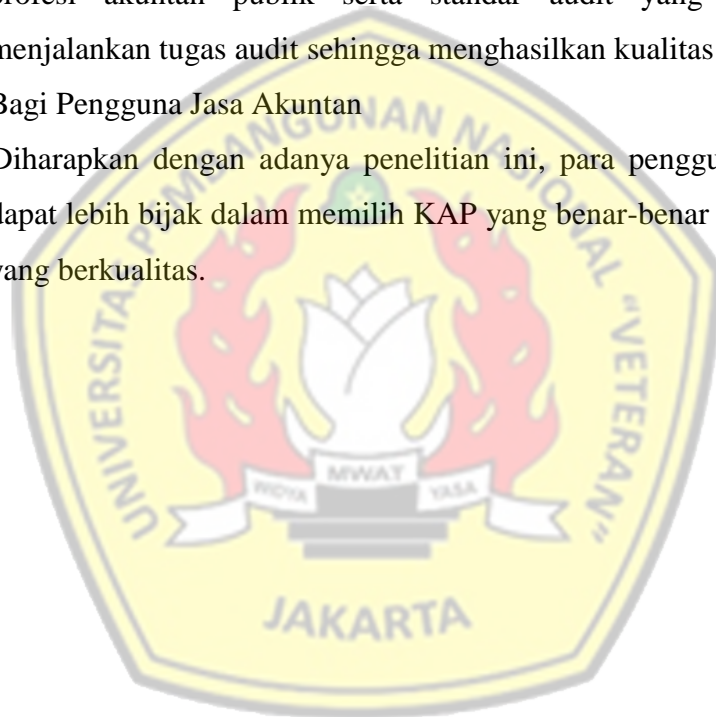 profesi akuntan publik serta standar audit yang
menjalankan tugas audit sehingga menghasilkan kualitas
Bagi Pengguna Jasa Akuntan
Diharapkan dengan adanya penelitian ini, para penggu
dapat lebih bijak dalam memilih KAP yang benar-benar
yang berkualitas.
UNIVERSITAS PEMBANGUNAN NASIONAL "VETERAN"
WIDYA MWAT YASA
JAKARTA